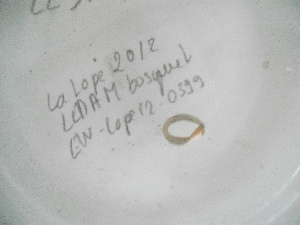 La Lopé 2012
LEDAM bosquet
EW-Lope12-0399